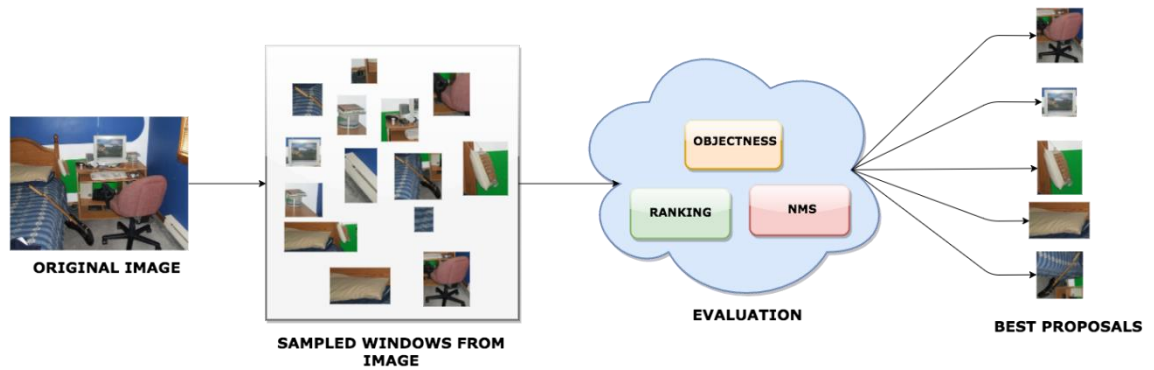 ORIGINAL IMAGE
SAMPLED WINDOWS FROM
IMAGE
OBJECTNESS
RANKING
NMS
EVALUATION
BEST PROPOSALS